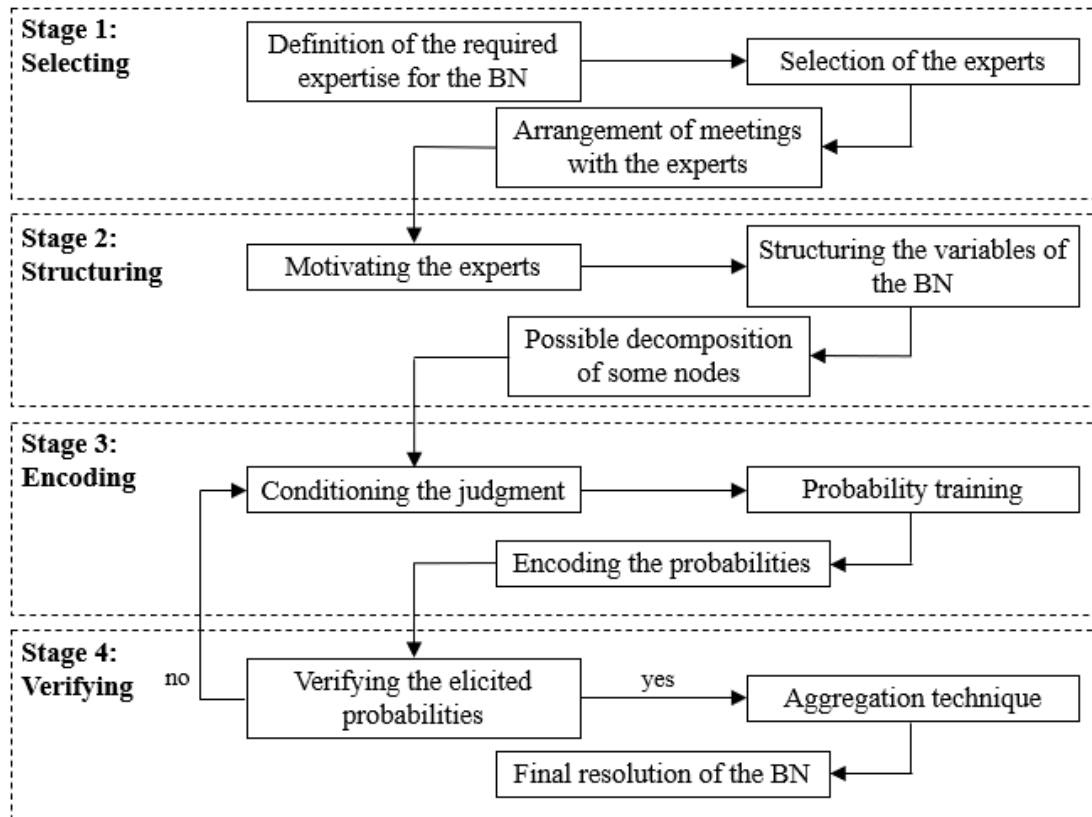 Stage 1:
Selecting
Definition of the required
expertise for the BN
Selection of the experts
Arrangement of meetings
with the experts
Stage 2:
Structuring
Motivating the experts
Structuring the variables of
the BN
Possible decomposition
of some nodes
Stage 3:
Encoding
Conditioning the judgment
Probability training
Encoding the probabilities
Stage 4:
Verifying
no
Verifying the elicited
probabilities
yes
Aggregation technique
Final resolution of the BN